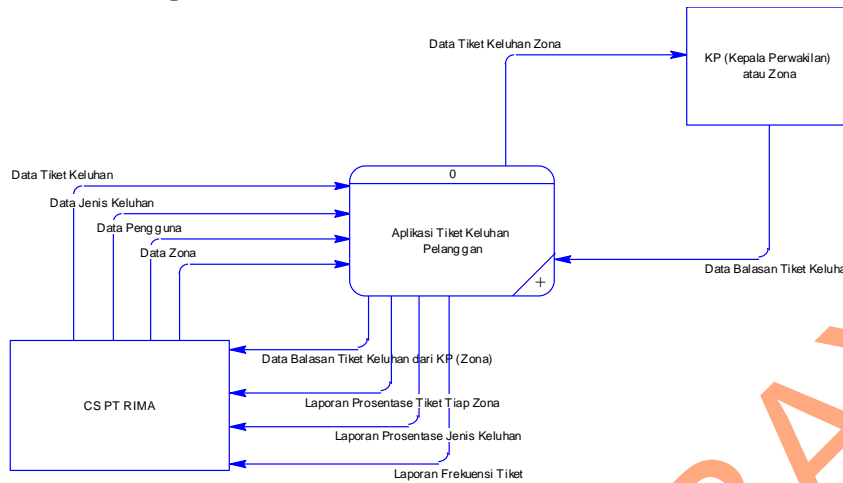 Data Tiket Keluhan Zona
KP (Kepala Perwakilan)
atau Zona
0
Data Tiket Keluhan
Data Jenis Keluhan
Data Pengguna
Data Zona
Aplikasi Tiket Keluhan
Pelanggan
+
Data Balasan Tiket Keluha
Data Balasan Tiket Keluhan dari KP (Zona)
CS PT RIMA
Laporan Prosentase Tiket Tiap Zona
Laporan Prosentase Jenis Keluhan
Laporan Frekuensi Tiket